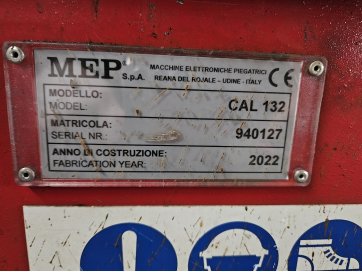 MEP S.p.A. MACCHINE ELETTRONICHE PIEGATRICI
REANA DEL ROJALE - UDINE - ITALY CE
MODELLO:
MODEL: CAL 132
MATRICOLA:
SERIAL NR.: 940127
ANNO DI COSTRUZIONE:
FABRICATION YEAR: 2022